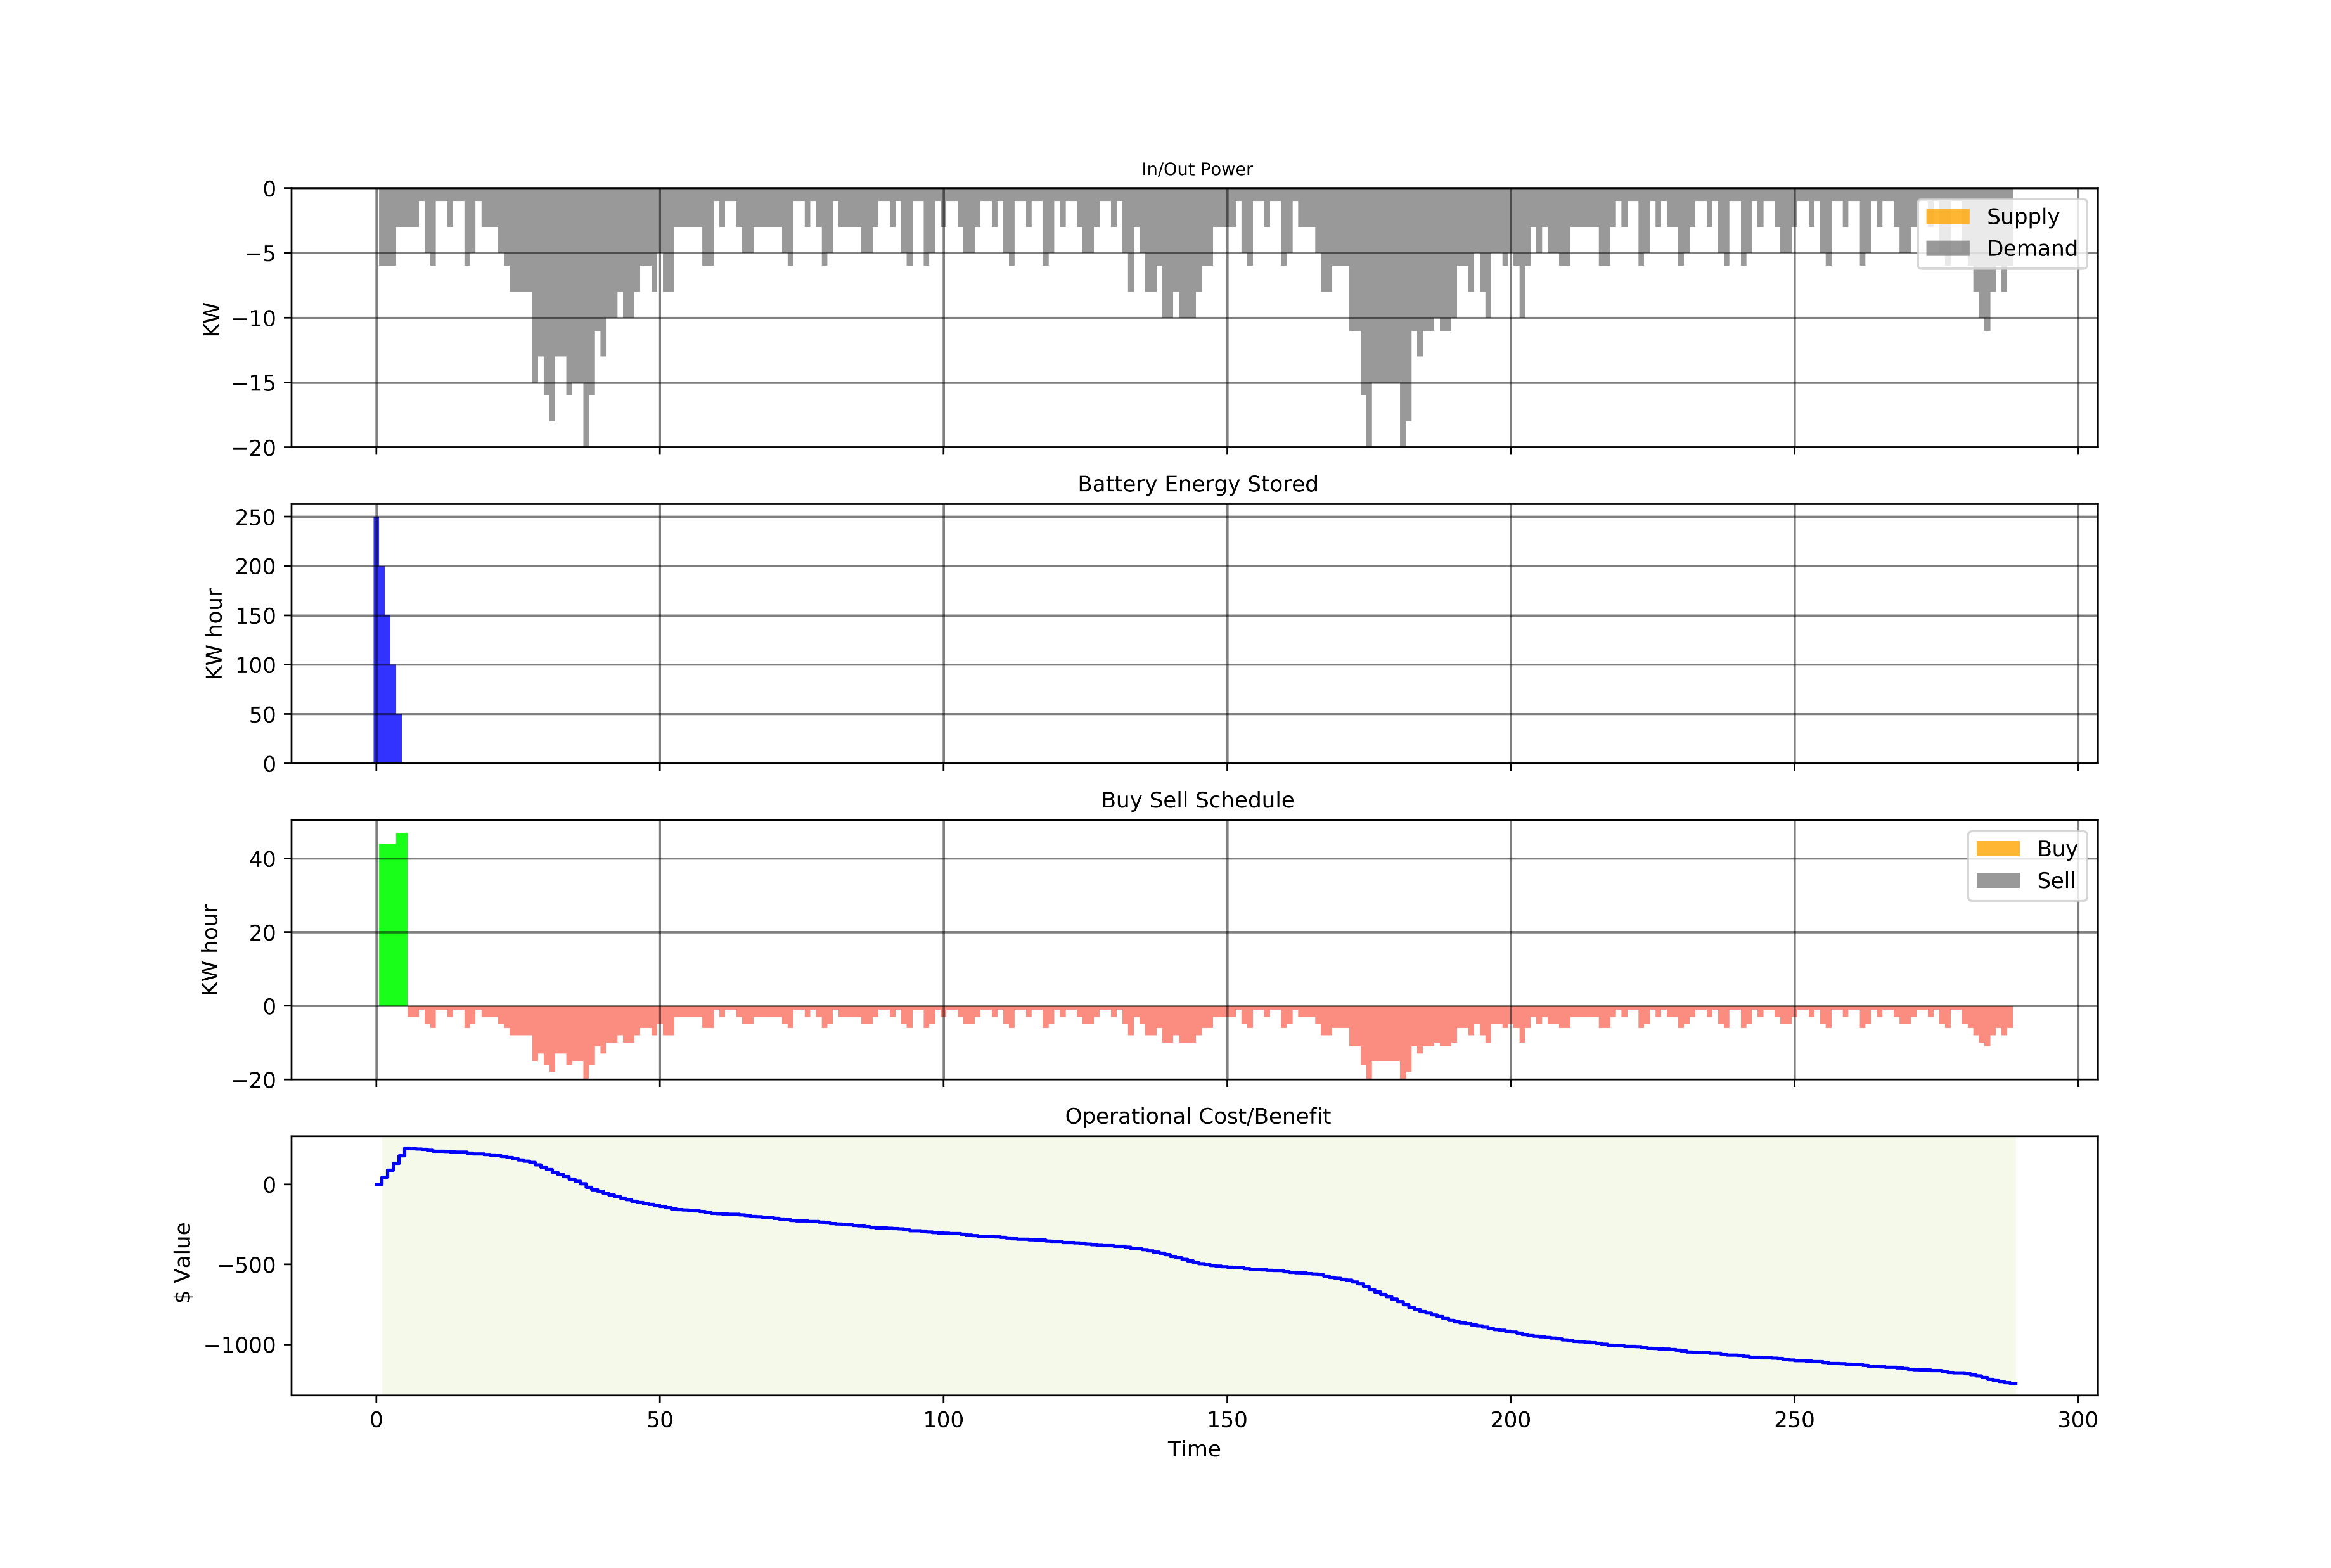 In/Out Power
0
−5
−10
−15
−20
KW
Supply
Demand
Battery Energy Stored
250
200
150
100
50
0
KW hour
Buy Sell Schedule
40
20
0
−20
KW hour
Buy
Sell
Operational Cost/Benefit
0
−500
−1000
$ Value
0 50 100 150 200 250 300
Time